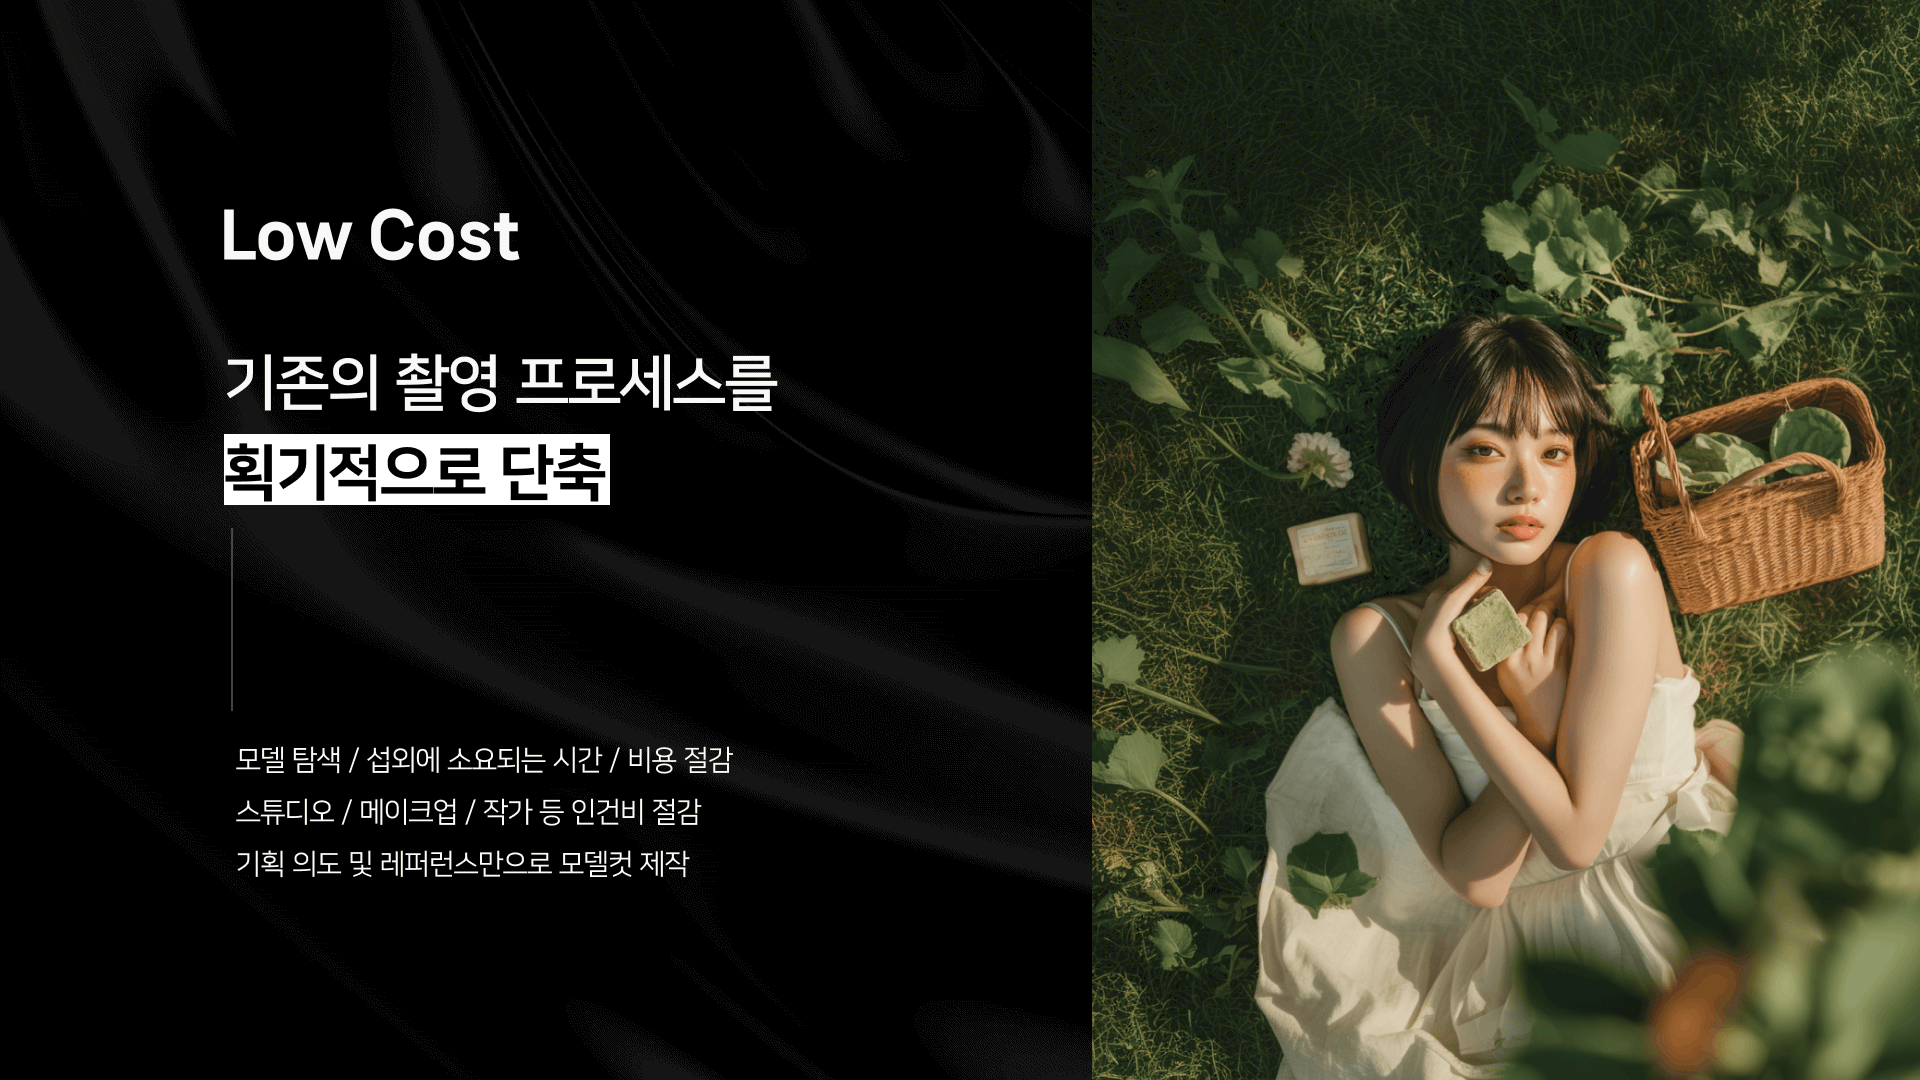 Low Cost
기존의 촬영 프로세스를
획기적으로 단축
모델 탐색 / 섭외에 소요되는 시간 / 비용 절감
스튜디오 / 메이크업 / 작가 등 인건비 절감
기획 의도 및 레퍼런스만으로 모델컷 제작